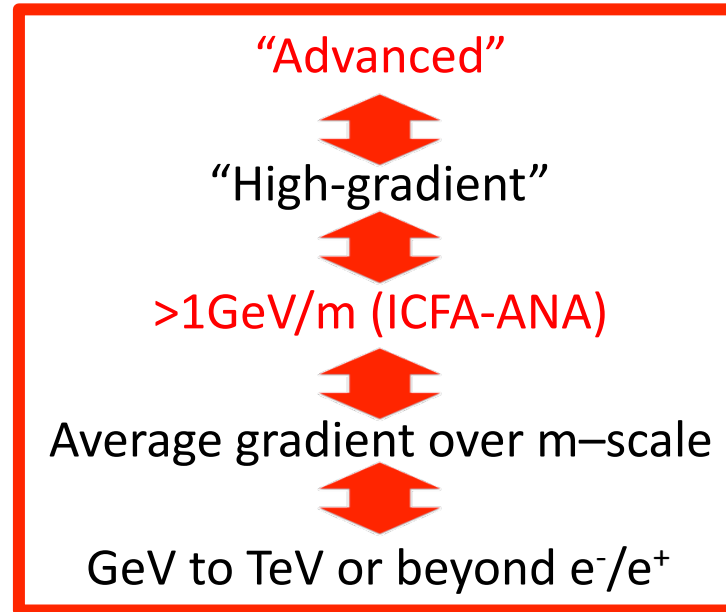 “Advanced”
“High-gradient”
>1GeV/m (ICFA-ANA)
Average gradient over m–scale
GeV to TeV or beyond e⁻/e⁺